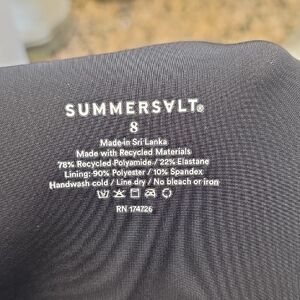 SUMMERSALT®
8
Made in Sri Lanka
Made with Recycled Materials
78% Recycled Polyamide / 22% Elastane
Lining: 90% Polyester / 10% Spandex
Handwash cold / Line dry / No bleach or iron
RN 174726